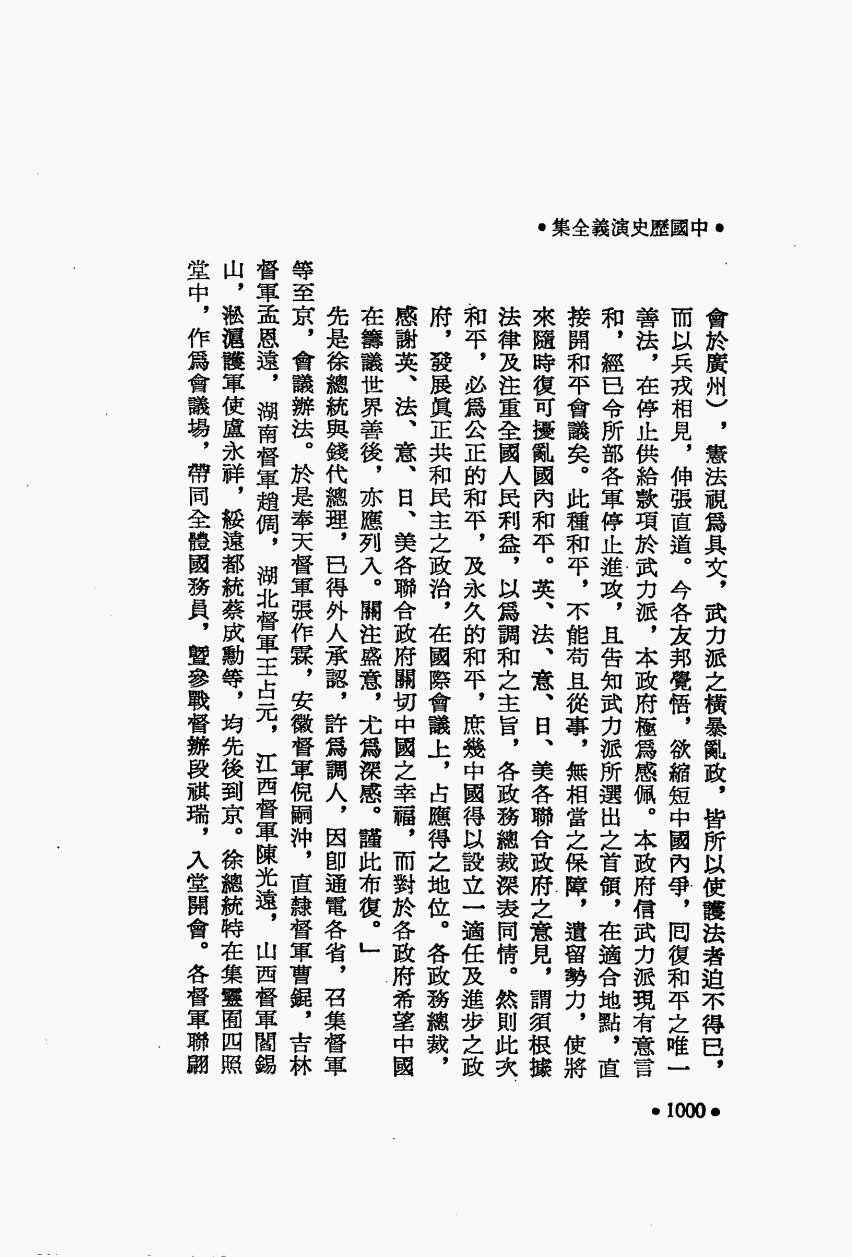 •中國歷史演義全集•
會於廣州），憲法視爲具文，武力派之橫暴亂政，皆所以使護法者迫不得已，
而以兵戎相見，伸張直道。今各友邦覺悟，欲縮短中國內爭，回復和平之唯一
善法，在停止供給款項於武力派，本政府極爲感佩。本政府信武力派現有意言
和，經已令所部各軍停止進攻，且告知武力派所選出之首領，在適合地點，直
接開和平會議矣。此種和平，不能苟且從事，無相當之保障，遺留勢力，使將
來隨時復可擾亂國內和平。英、法、意、日、美各聯合政府之意見，謂須根據
法律及注重全國人民利益，以爲調和之主旨，各政務總裁深表同情。然則此次
和平，必爲公正的和平，及永久的和平，庶幾中國得以設立一適任及進步之政
府，發展眞正共和民主之政治，在國際會議上，占應得之地位。各政務總裁，
感謝英、法、意、日、美各聯合政府關切中國之幸福，而對於各政府希望中國
在籌議世界善後，亦應列入。關注盛意，尤爲深感。謹此布復。」
先是徐總統與錢代總理，已得外人承認，許爲調人，因卽通電各省，召集督軍
等至京，會議辦法。於是奉天督軍張作霖，安徽督軍倪嗣沖，直隸督軍曹錕，吉林
督軍孟恩遠，湖南督軍趙倜，湖北督軍王占元，江西督軍陳光遠，山西督軍閻錫
山，淞滬護軍使盧永祥，綏遠都統蔡成勳等，均先後到京。徐總統特在集靈囿四照
堂中，作爲會議場，帶同全體國務員，暨參戰督辦段祺瑞，入堂開會。各督軍聯翩
•1000•